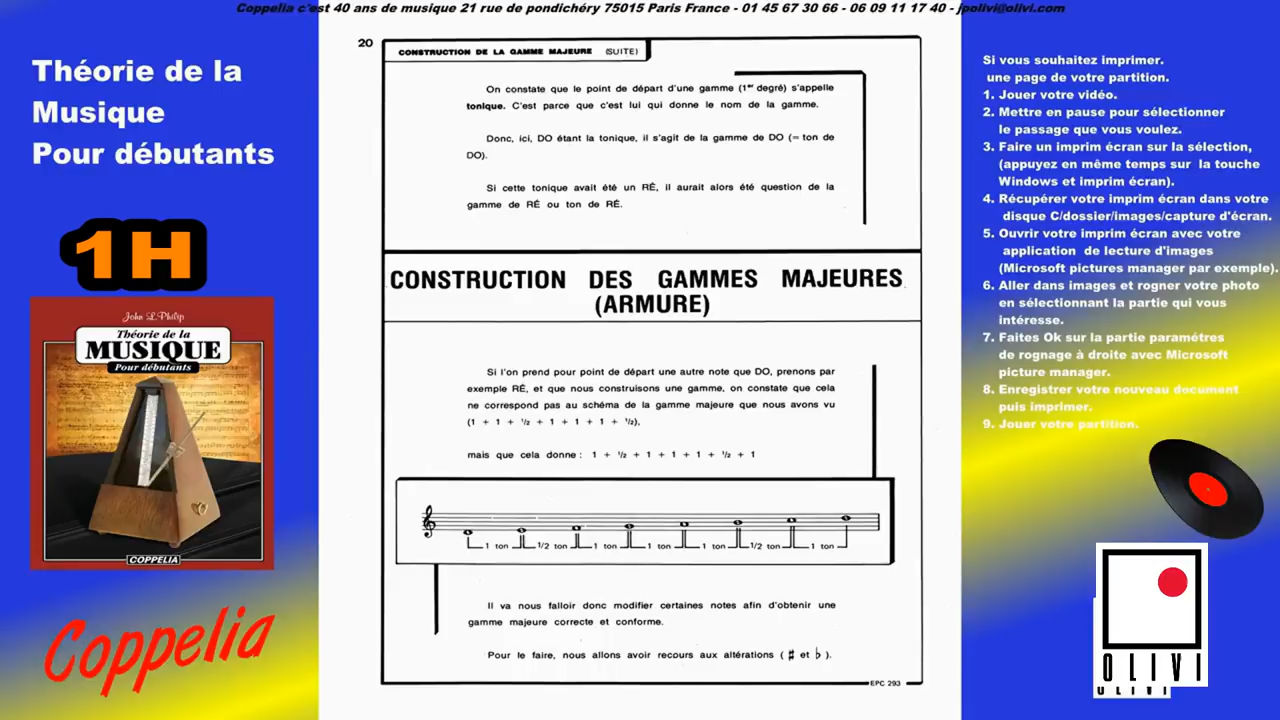 Coppelia c'est 40 ans de musique 21 rue de pondichéry 75015 Paris France - 01 45 67 30 66 - 06 09 11 17 40 - jpolivi@olivi.com
Théorie de la
Musique
Pour débutants
1H
John L. Philip
Théorie de la
MUSIQUE
Pour débutants
COPPELIA
Coppelia
20
CONSTRUCTION DE LA GAMME MAJEURE (SUITE)
On constate que le point de départ d'une gamme (1er degré) s'appelle
tonique. C'est parce que c'est lui qui donne le nom de la gamme.
Donc, ici, DO étant la tonique, il s'agit de la gamme de DO (= ton de
DO).
Si cette tonique avait été un RÉ, il aurait alors été question de la
gamme de RÉ ou ton de RÉ.
CONSTRUCTION DES GAMMES MAJEURES
(ARMURE)
Si l'on prend pour point de départ une autre note que DO, prenons par
exemple RÉ, et que nous construisons une gamme, on constate que cela
ne correspond pas au schéma de la gamme majeure que nous avons vu
(1 + 1 + 1/2 + 1 + 1 + 1 + 1/2),
mais que cela donne : 1 + 1/2 + 1 + 1 + 1 + 1/2 + 1
1 ton 1/2 ton 1 ton 1 ton 1 ton 1/2 ton 1 ton
Il va nous falloir donc modifier certaines notes afin d'obtenir une
gamme majeure correcte et conforme.
Pour le faire, nous allons avoir recours aux altérations ( ♯ et ♭ ).
EPC 293
Si vous souhaitez imprimer.
une page de votre partition.
1. Jouer votre vidéo.
2. Mettre en pause pour sélectionner
le passage que vous voulez.
3. Faire un imprim écran sur la sélection,
(appuyez en même temps sur la touche
Windows et imprim écran).
4. Récupérer votre imprim écran dans votre
disque C/dossier/images/capture d'écran.
5. Ouvrir votre imprim écran avec votre
application de lecture d'images
(Microsoft pictures manager par exemple).
6. Aller dans images et rogner votre photo
en sélectionnant la partie qui vous
intéresse.
7. Faites Ok sur la partie paramétres
de rognage à droite avec Microsoft
picture manager.
8. Enregistrer votre nouveau document
puis imprimer.
9. Jouer votre partition.
OLIVI
OLIVI